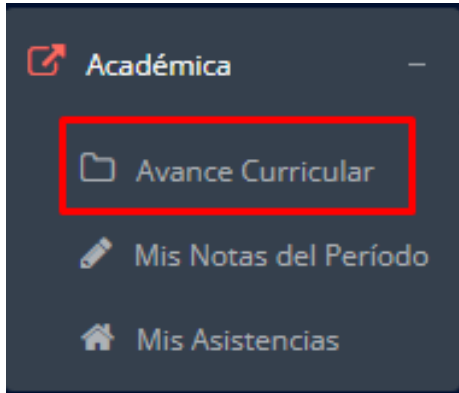 Académica
Avance Curricular
Mis Notas del Período
Mis Asistencias